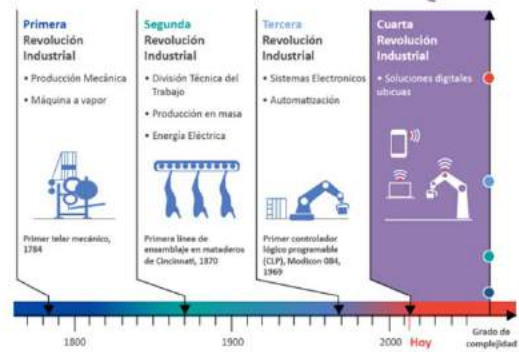 Primera
Revolución
Industrial
• Producción Mecánica
• Máquina a vapor
Primer telar mecánico,
1784
Segunda
Revolución
Industrial
• División Técnica del
Trabajo
• Producción en masa
• Energía Eléctrica
Primera línea de
ensamblaje en mataderos
de Cincinnati, 1870
Tercera
Revolución
Industrial
• Sistemas Electronicos
• Automatización
Primer controlador
lógico programable
(CLP), Modicon 084,
1969
Cuarta
Revolución
Industrial
• Soluciones digitales
ubicuas
1800
1900
2000
Hoy
Grado de
complejidad